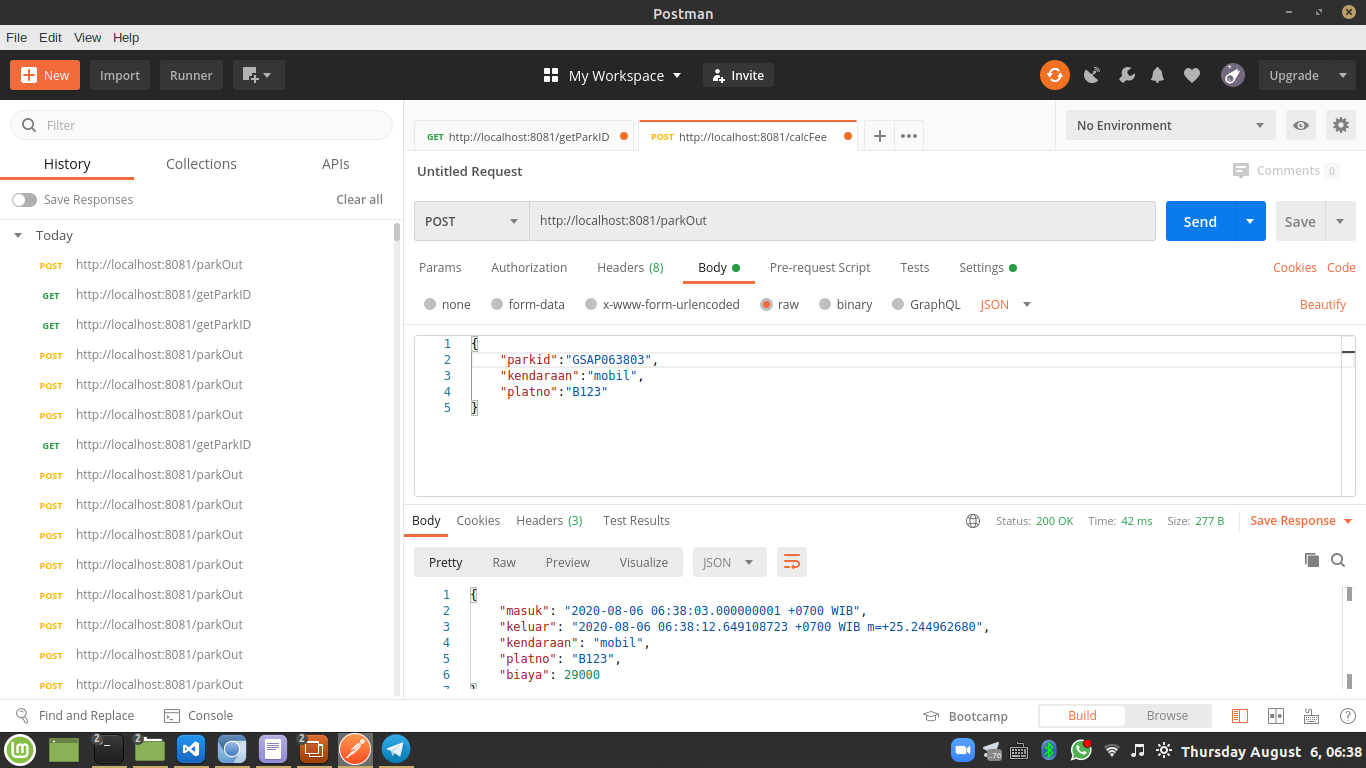 Postman
File Edit View Help
New Import Runner My Workspace Invite Upgrade
Filter
History Collections APIs
Save Responses Clear all
Today
POST http://localhost:8081/parkOut
GET http://localhost:8081/getParkID
GET http://localhost:8081/getParkID
POST http://localhost:8081/parkOut
POST http://localhost:8081/parkOut
POST http://localhost:8081/parkOut
GET http://localhost:8081/getParkID
POST http://localhost:8081/parkOut
POST http://localhost:8081/parkOut
POST http://localhost:8081/parkOut
POST http://localhost:8081/parkOut
POST http://localhost:8081/parkOut
POST http://localhost:8081/parkOut
POST http://localhost:8081/parkOut
POST http://localhost:8081/parkOut
GET http://localhost:8081/getParkID POST http://localhost:8081/calcFee No Environment
Untitled Request Comments 0
POST http://localhost:8081/parkOut Send Save
Params Authorization Headers (8) Body Pre-request Script Tests Settings Cookies Code
none form-data x-www-form-urlencoded raw binary GraphQL JSON Beautify
1 {
2 "parkid":"GSAP063803",
3 "kendaraan":"mobil",
4 "platno":"B123"
5 }
Body Cookies Headers (3) Test Results Status: 200 OK Time: 42 ms Size: 277 B Save Response
Pretty Raw Preview Visualize JSON
1 {
2 "masuk": "2020-08-06 06:38:03.000000001 +0700 WIB",
3 "keluar": "2020-08-06 06:38:12.649108723 +0700 WIB m=+25.244962680",
4 "kendaraan": "mobil",
5 "platno": "B123",
6 "biaya": 29000
7 }
Find and Replace Console Bootcamp Build Browse
2 2 2 Thursday August 6, 06:38